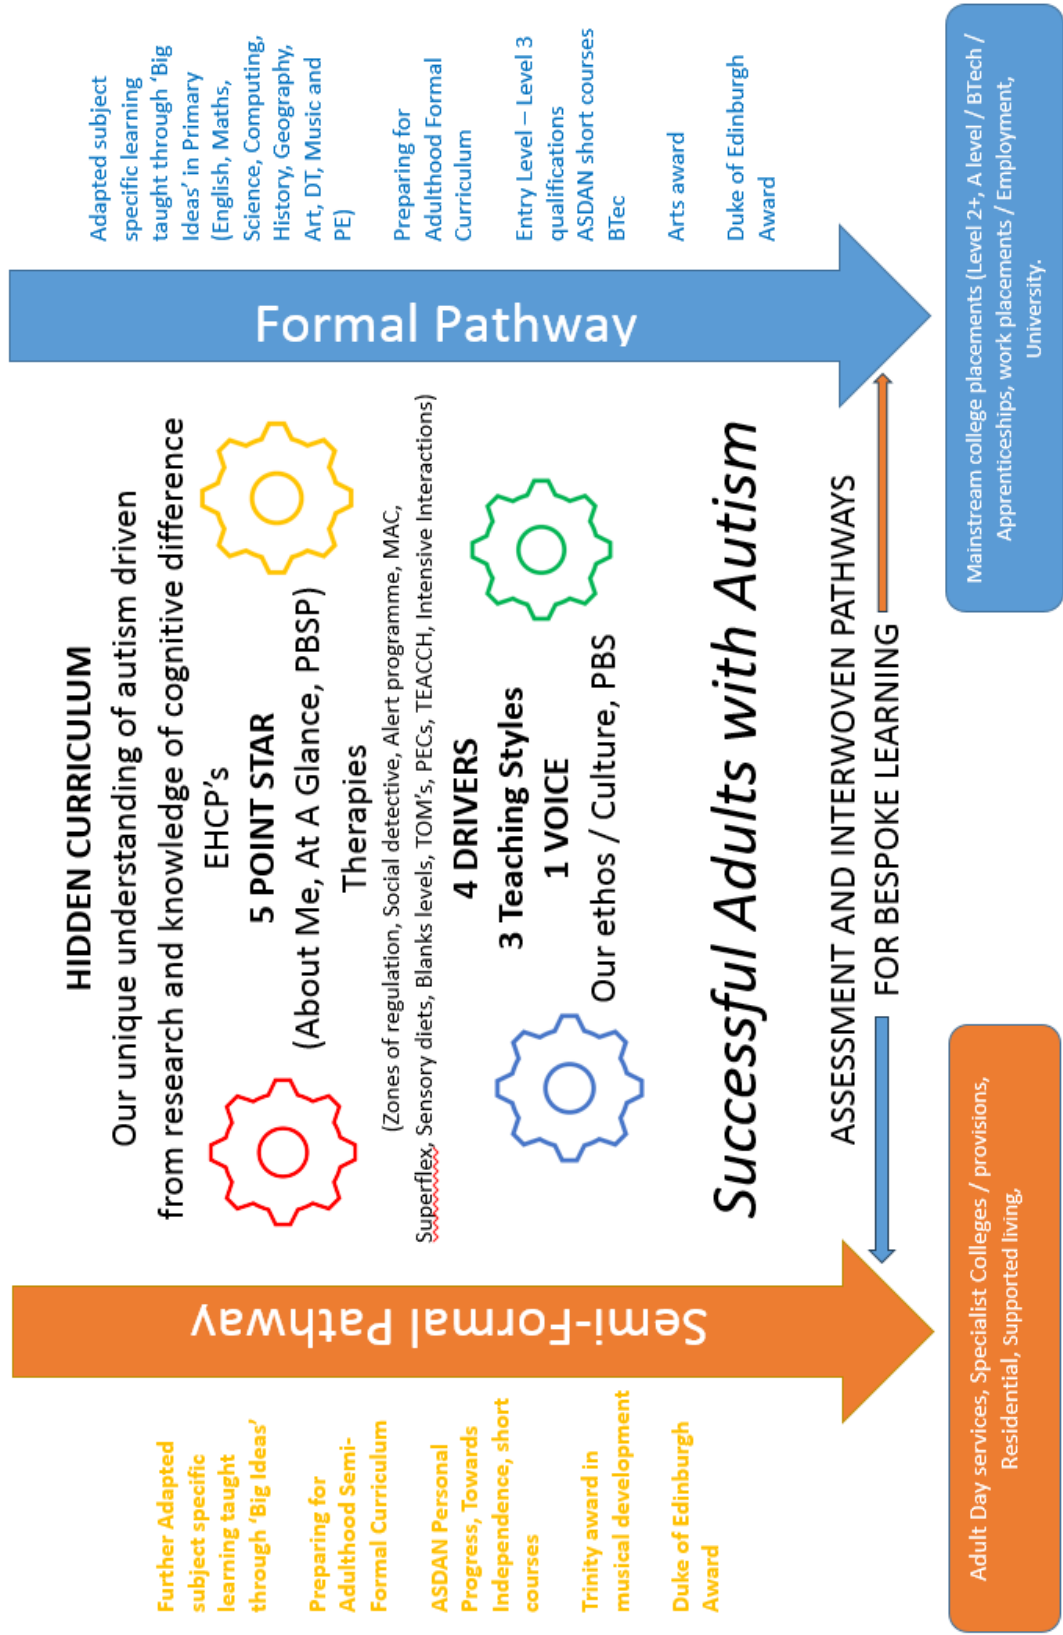 Further Adapted
subject specific
learning taught
through ‘Big Ideas’
Preparing for
Adulthood Semi-
Formal Curriculum
ASDAN Personal
Progress, Towards
Independence, short
courses
Trinity award in
musical development
Duke of Edinburgh
Award
Semi-Formal Pathway
HIDDEN CURRICULUM
Our unique understanding of autism driven
from research and knowledge of cognitive difference
EHCP’s
5 POINT STAR
(About Me, At A Glance, PBSP)
Therapies
(Zones of regulation, Social detective, Alert programme, MAC,
Superflex, Sensory diets, Blanks levels, TOM’s, PECs, TEACCH, Intensive Interactions)
4 DRIVERS
3 Teaching Styles
1 VOICE
Our ethos / Culture, PBS
Successful Adults with Autism
ASSESSMENT AND INTERWOVEN PATHWAYS
FOR BESPOKE LEARNING
Formal Pathway
Adapted subject
specific learning
taught through ‘Big
Ideas’ in Primary
(English, Maths,
Science, Computing,
History, Geography,
Art, DT, Music and
PE)
Preparing for
Adulthood Formal
Curriculum
Entry Level – Level 3
qualifications
ASDAN short courses
BTec
Arts award
Duke of Edinburgh
Award
Adult Day services, Specialist Colleges / provisions,
Residential, Supported living,
Mainstream college placements (Level 2+, A level / BTech /
Apprenticeships, work placements / Employment,
University.